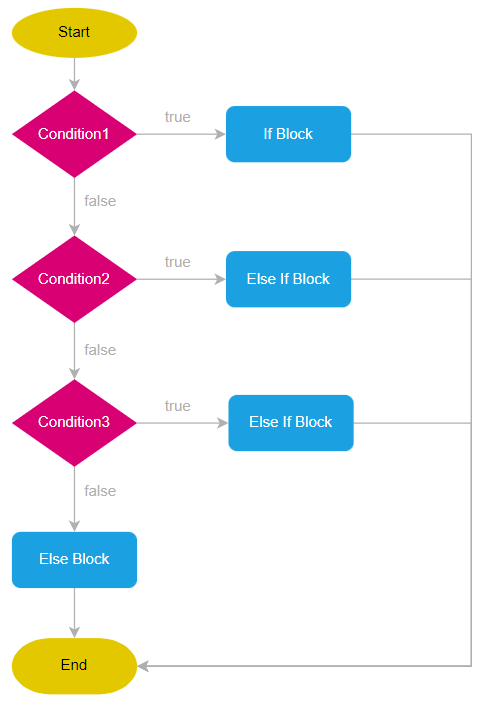 Start
Condition1
true
If Block
false
Condition2
true
Else If Block
false
Condition3
true
Else If Block
false
Else Block
End